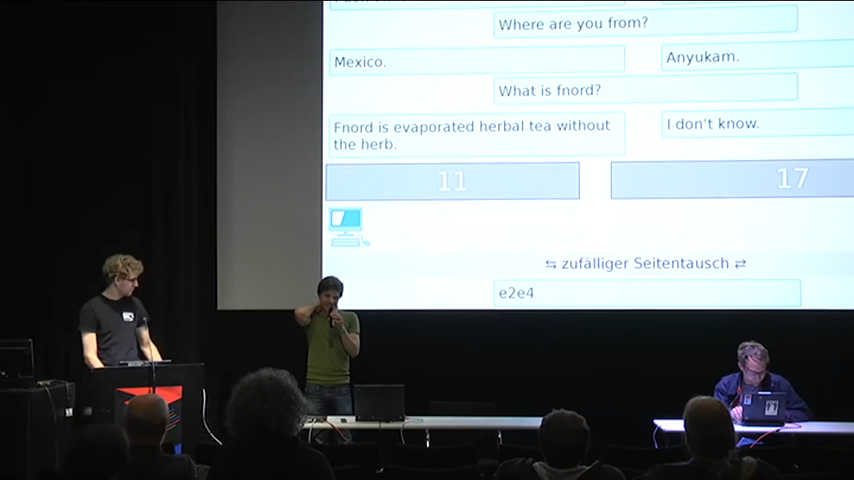 Where are you from?
Mexico.
Anyukam.
What is fnord?
Fnord is evaporated herbal tea without
the herb.
I don't know.
11
17
⇆ zufälliger Seitentausch ⇄
e2e4